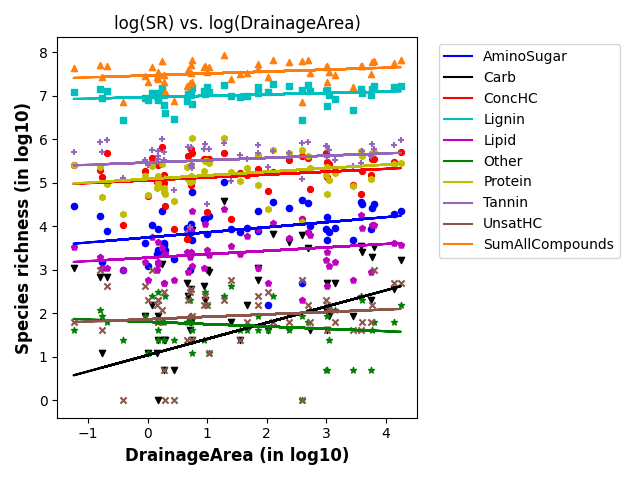 log(SR) vs. log(DrainageArea)
Species richness (in log10)
8
7
6
5
4
3
2
1
0
−1
0
1
2
3
4
DrainageArea (in log10)
AminoSugar
Carb
ConcHC
Lignin
Lipid
Other
Protein
Tannin
UnsatHC
SumAllCompounds